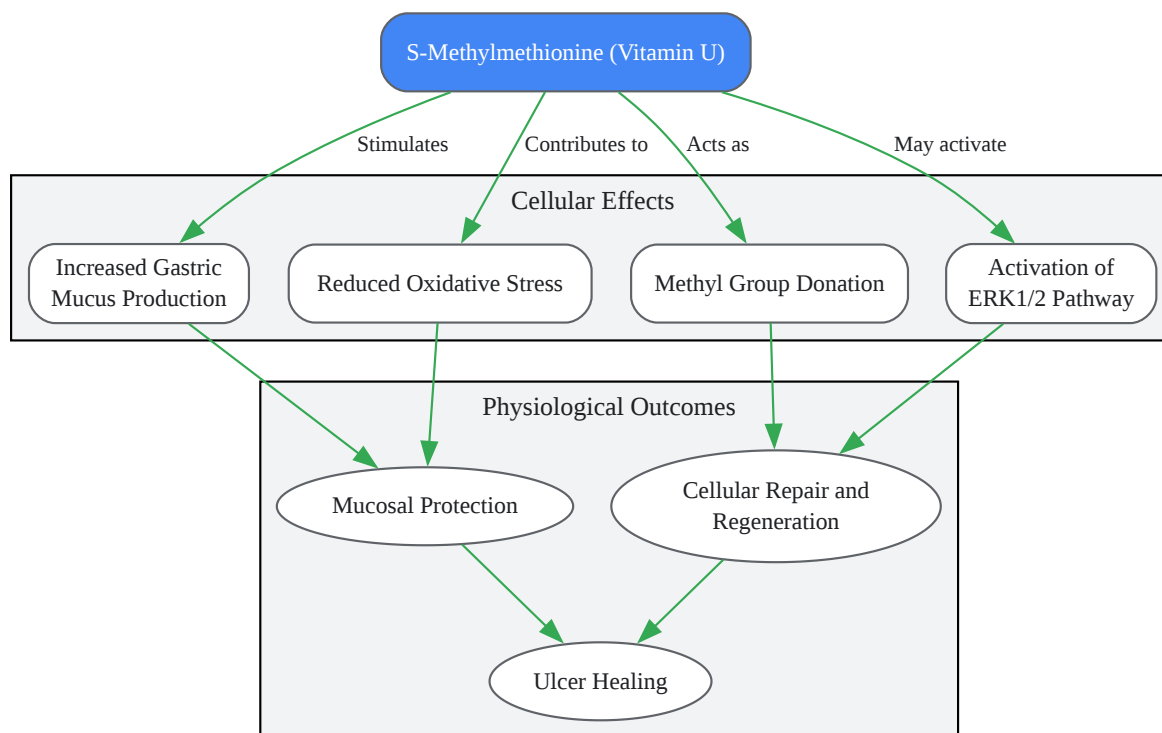 S-Methylmethionine (Vitamin U)
Stimulates
Contributes to
Acts as
May activate
Cellular Effects
Increased Gastric
Mucus Production
Reduced Oxidative Stress
Methyl Group Donation
Activation of
ERK1/2 Pathway
Physiological Outcomes
Mucosal Protection
Cellular Repair and
Regeneration
Ulcer Healing